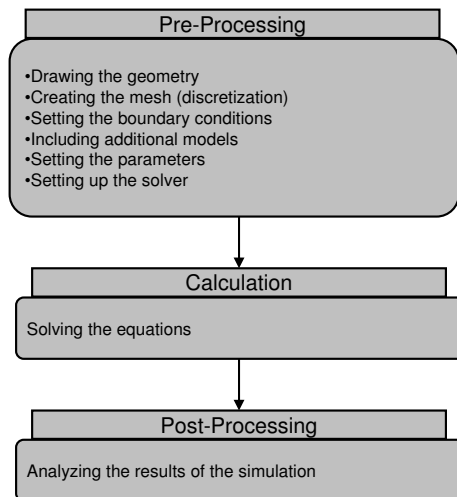 Pre-Processing
•Drawing the geometry
•Creating the mesh (discretization)
•Setting the boundary conditions
•Including additional models
•Setting the parameters
•Setting up the solver
Calculation
Solving the equations
Post-Processing
Analyzing the results of the simulation